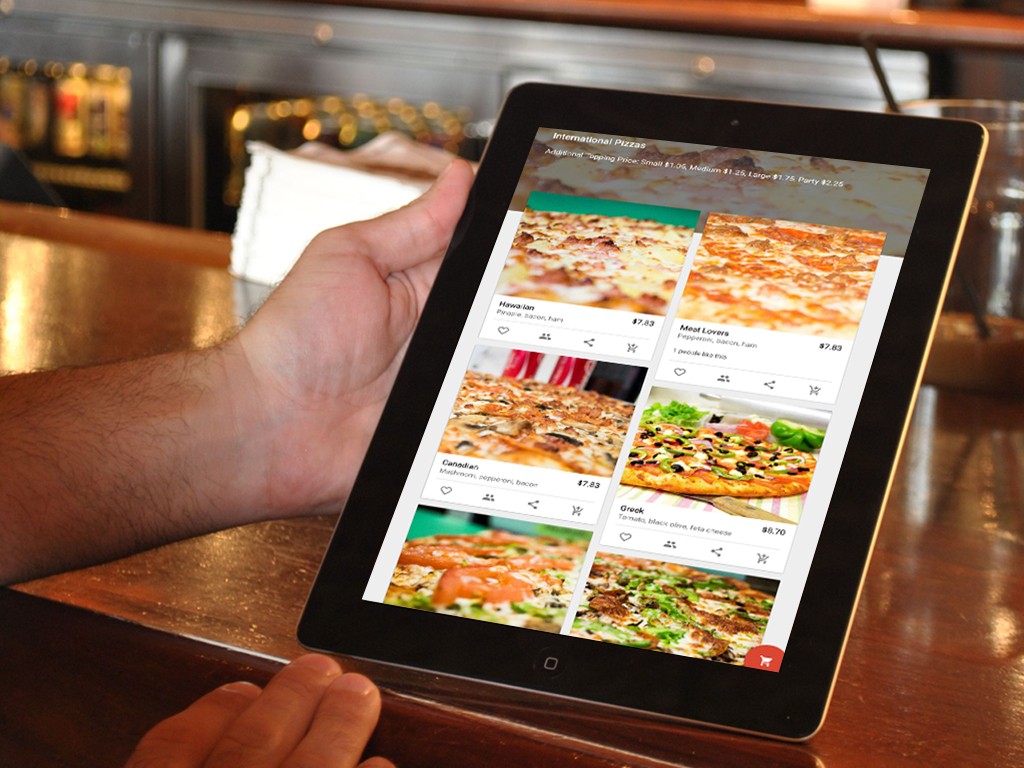 International Pizzas
Additional Topping Price: Small $1.05, Medium $1.25, Large $1.75, Party $2.25
Hawaiian
bacon, ham
$7.83
Meat Lovers
Pepperoni, bacon, ham
$7.83
1 people like this
Canadian
Mushroom, pepperoni, bacon
$7.83
Greek
Tomato, black olive, feta cheese
$8.70